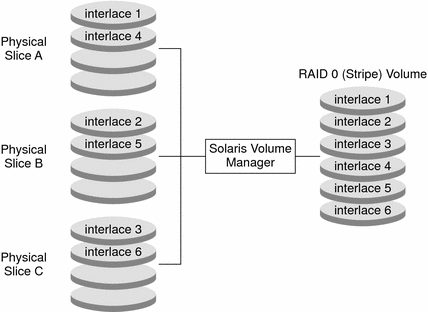 interlace 1
interlace 4
Physical
Slice A
interlace 2
interlace 5
Physical
Slice B
interlace 3
interlace 6
Physical
Slice C
Solaris Volume
Manager
RAID 0 (Stripe) Volume
interlace 1
interlace 2
interlace 3
interlace 4
interlace 5
interlace 6